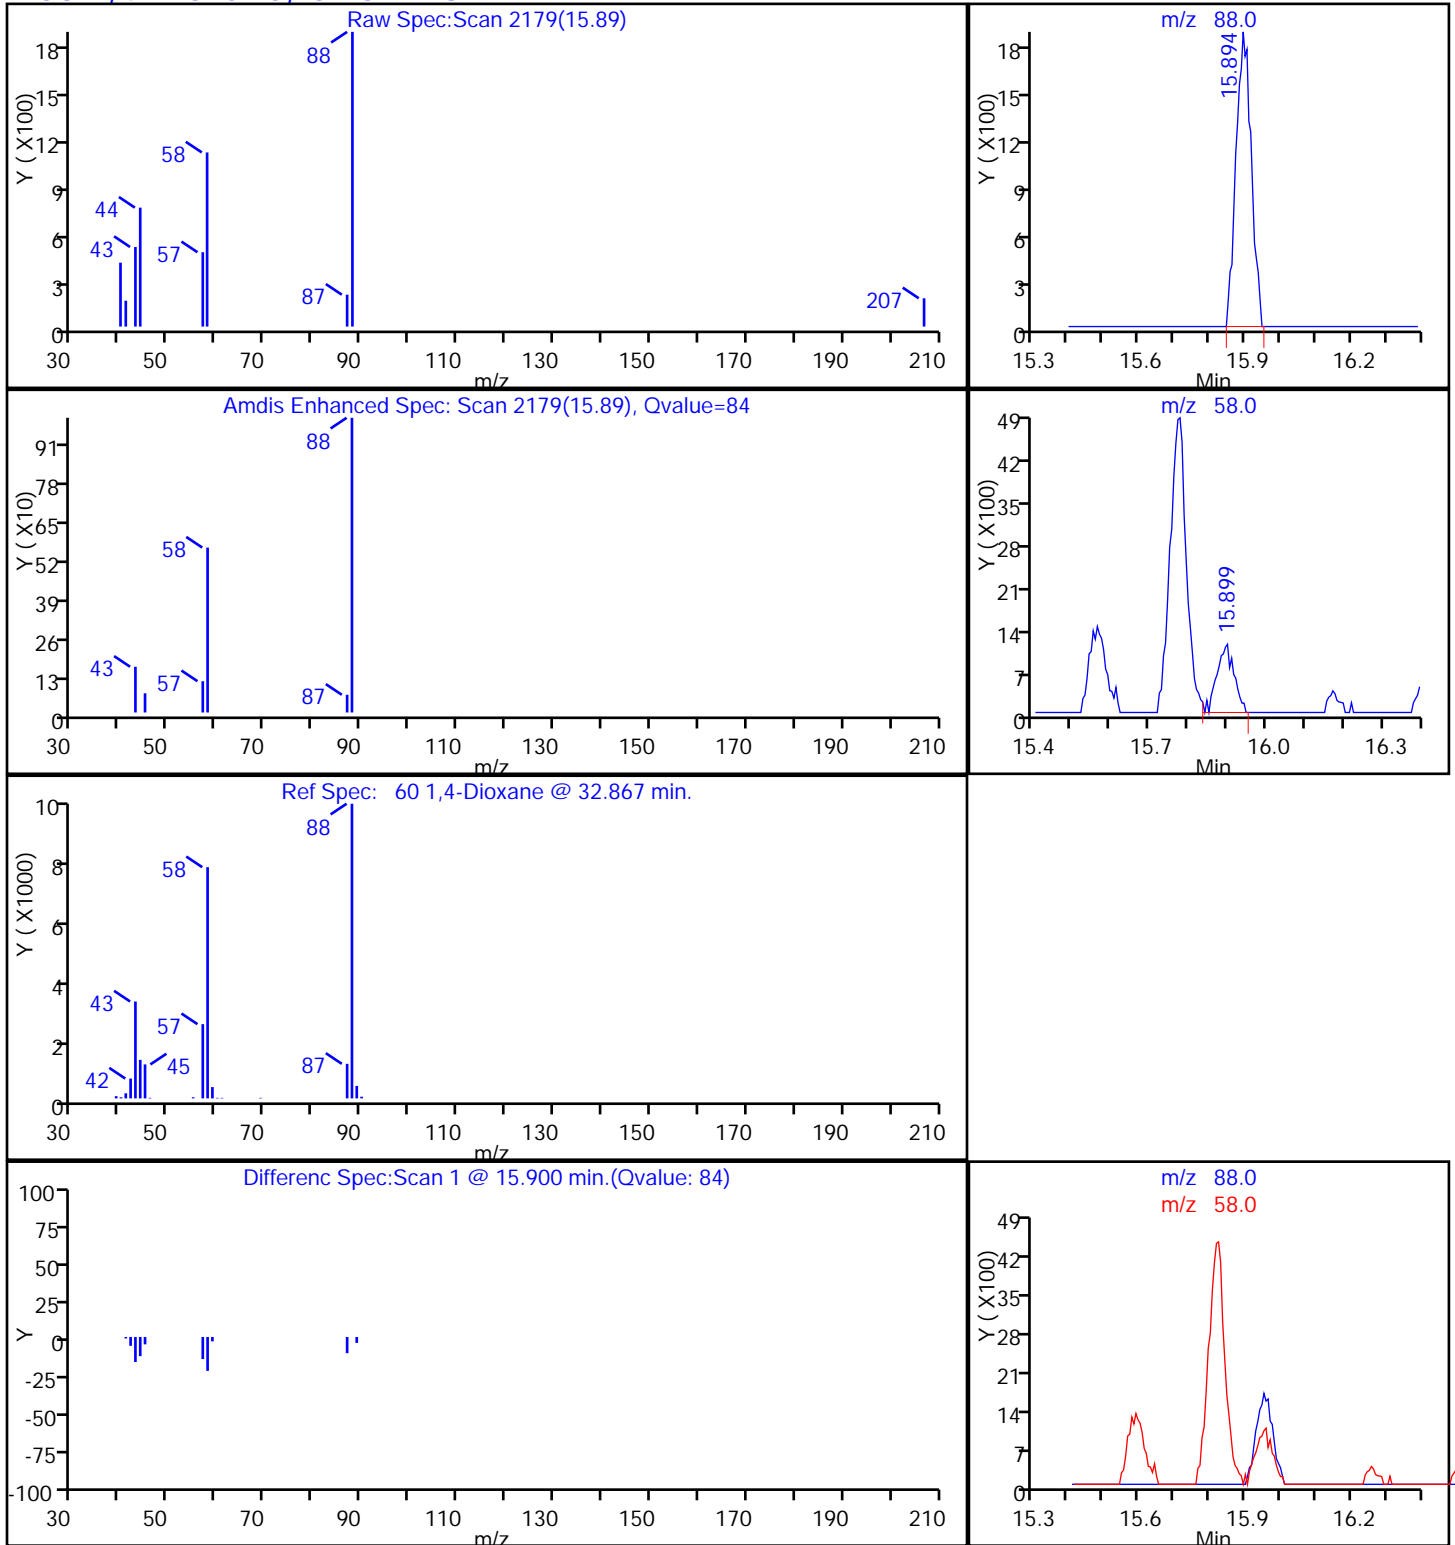 Raw Spec:Scan 2179(15.89)
18
15
12
9
6
3
0
Y ( X100)
88
58
44
43
57
87
207
30 50 70 90 110 130 150 170 190 210
m/z
m/z 88.0
18
15
12
9
6
3
0
Y ( X100)
15.894
15.3 15.6 15.9 16.2
Min
Amdis Enhanced Spec: Scan 2179(15.89), Qvalue=84
91
78
65
52
39
26
13
0
Y ( X10)
88
58
43
57
87
30 50 70 90 110 130 150 170 190 210
m/z
m/z 58.0
49
42
35
28
21
14
7
0
Y ( X100)
15.899
15.4 15.7 16.0 16.3
Min
Ref Spec: 60 1,4-Dioxane @ 32.867 min.
10
8
6
4
2
0
Y ( X1000)
88
58
43
57
42
45
87
30 50 70 90 110 130 150 170 190 210
m/z
Differenc Spec:Scan 1 @ 15.900 min.(Qvalue: 84)
100
75
50
25
0
-25
-50
-75
-100
Y
30 50 70 90 110 130 150 170 190 210
m/z
m/z 88.0
m/z 58.0
49
42
35
28
21
14
7
0
Y ( X100)
15.3 15.6 15.9 16.2
Min